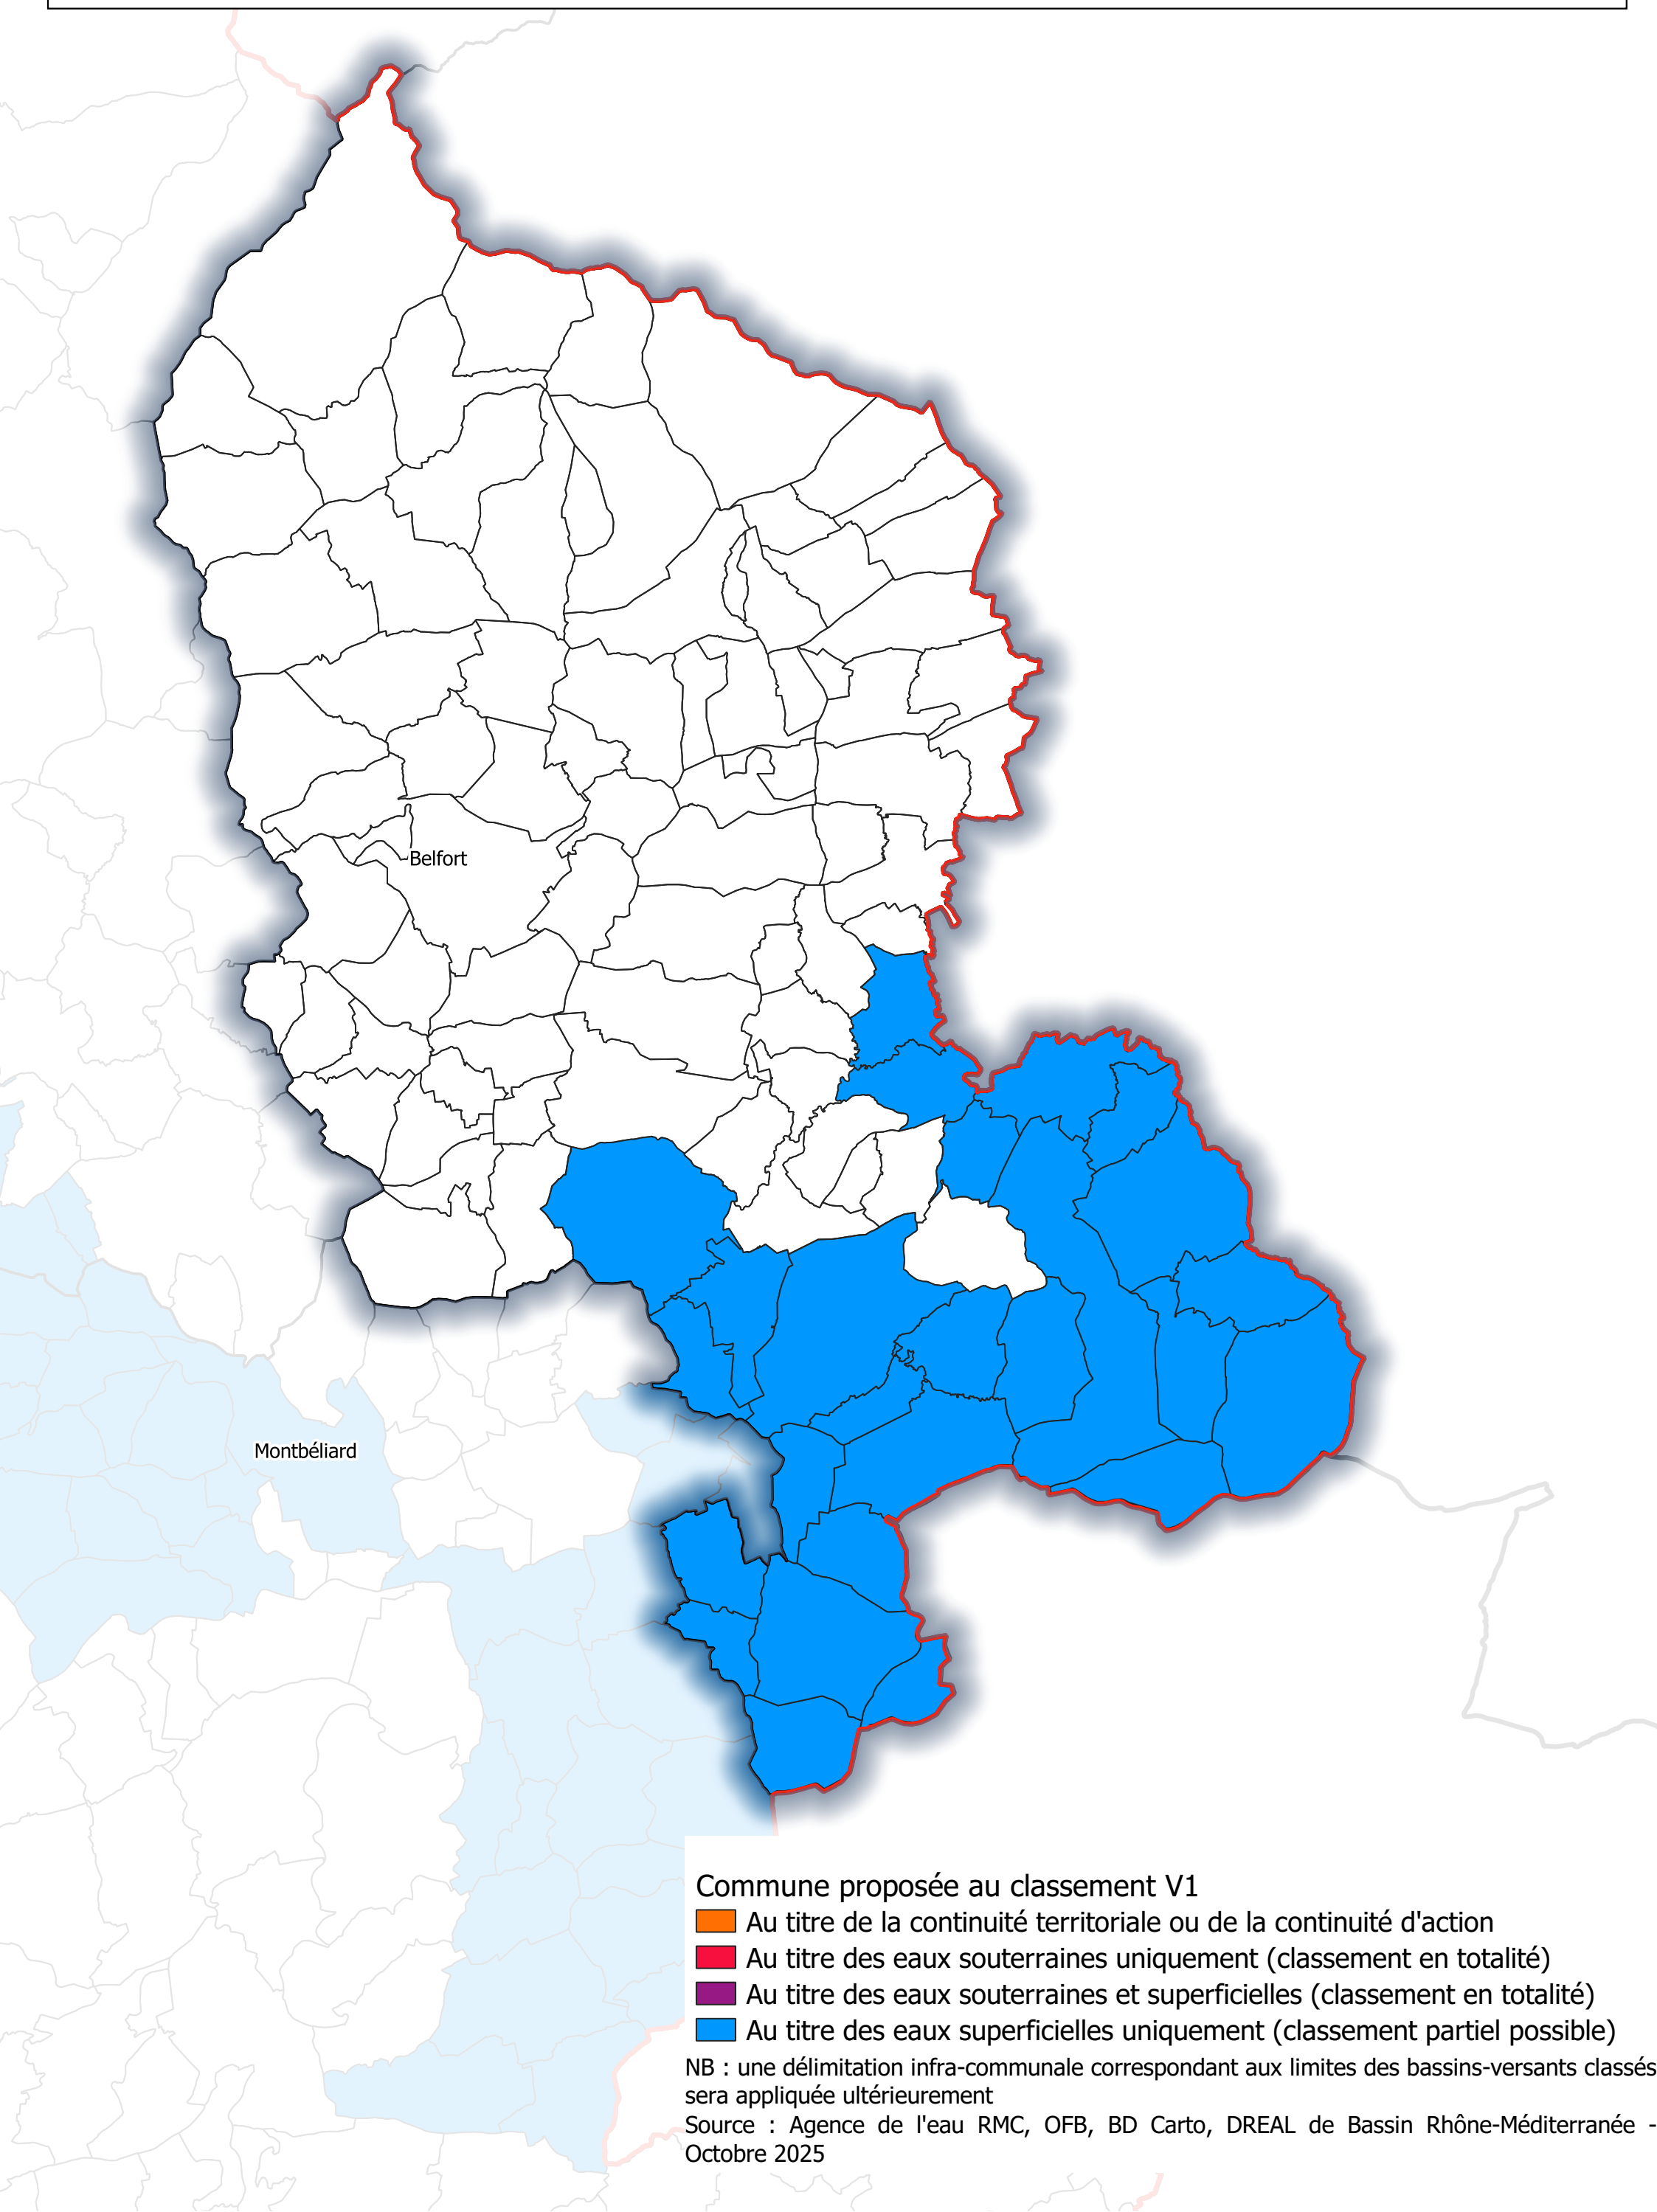 Belfort
Montbéliard
Commune proposée au classement V1
Au titre de la continuité territoriale ou de la continuité d'action
Au titre des eaux souterraines uniquement (classement en totalité)
Au titre des eaux souterraines et superficielles (classement en totalité)
Au titre des eaux superficielles uniquement (classement partiel possible)
NB : une délimitation infra-communale correspondant aux limites des bassins-versants classés
sera appliquée ultérieurement
Source : Agence de l'eau RMC, OFB, BD Carto, DREAL de Bassin Rhône-Méditerranée -
Octobre 2025